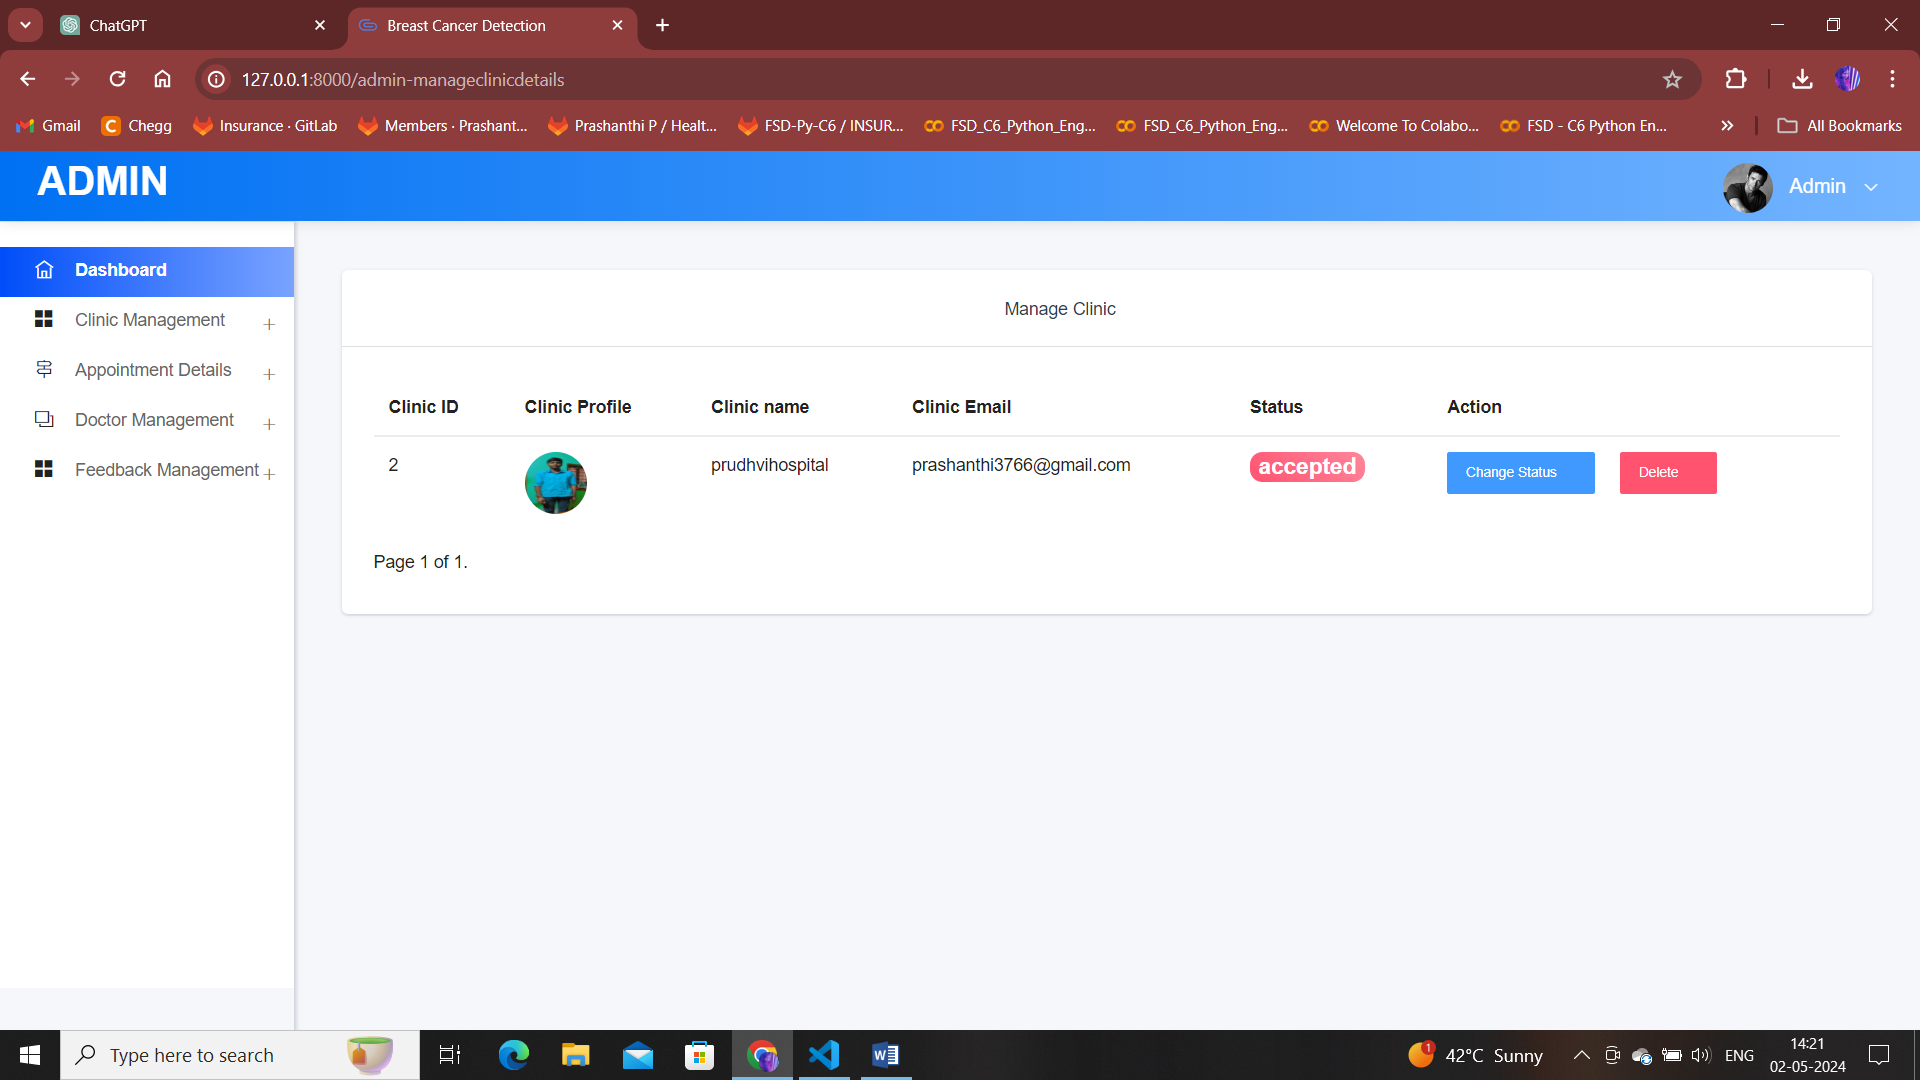 ChatGPT
Breast Cancer Detection
127.0.0.1:8000/admin-manageclinicdetails
Gmail
Chegg
Insurance · GitLab
Members · Prashant...
Prashanthi P / Healt...
FSD-Py-C6 / INSUR...
FSD_C6_Python_Eng...
FSD_C6_Python_Eng...
Welcome To Colabo...
FSD - C6 Python En...
All Bookmarks
ADMIN
Admin
Dashboard
Clinic Management
Appointment Details
Doctor Management
Feedback Management
Manage Clinic
Clinic ID Clinic Profile Clinic name Clinic Email Status Action
2 prudhvihospital prashanthi3766@gmail.com accepted Change Status Delete
Page 1 of 1.
Type here to search
1
42°C Sunny
ENG
14:21
02-05-2024